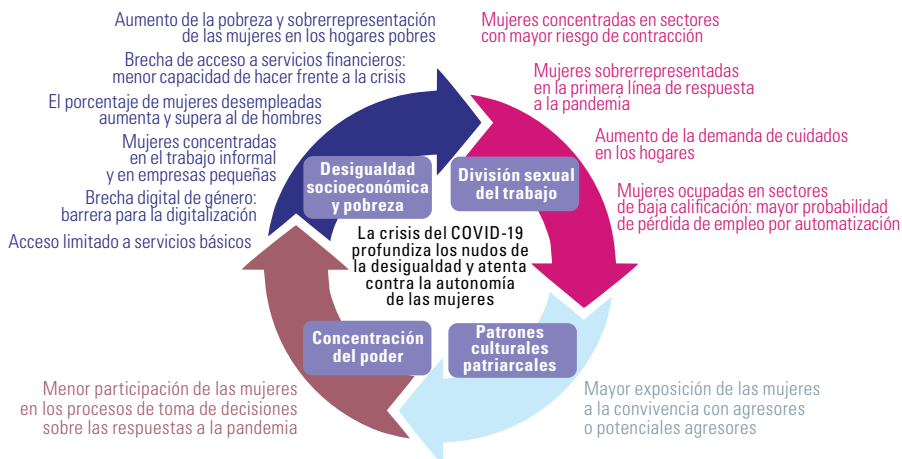 Aumento de la pobreza y sobrerrepresentación
de las mujeres en los hogares pobres
Brecha de acceso a servicios financieros:
menor capacidad de hacer frente a la crisis
El porcentaje de mujeres desempleadas
aumenta y supera al de hombres
Mujeres concentradas
en el trabajo informal
y en empresas pequeñas
Brecha digital de género:
barrera para la digitalización
Acceso limitado a servicios básicos
Mujeres concentradas en sectores
con mayor riesgo de contracción
Mujeres sobrerrepresentadas
en la primera línea de respuesta
a la pandemia
Aumento de la demanda de cuidados
en los hogares
Mujeres ocupadas en sectores
de baja calificación: mayor probabilidad
de pérdida de empleo por automatización
Desigualdad
socioeconómica
y pobreza
División sexual
del trabajo
La crisis del COVID-19
profundiza los nudos de
la desigualdad y atenta
contra la autonomía
de las mujeres
Concentración
del poder
Patrones
culturales
patriarcales
Menor participación de las mujeres
en los procesos de toma de decisiones
sobre las respuestas a la pandemia
Mayor exposición de las mujeres
a la convivencia con agresores
o potenciales agresores